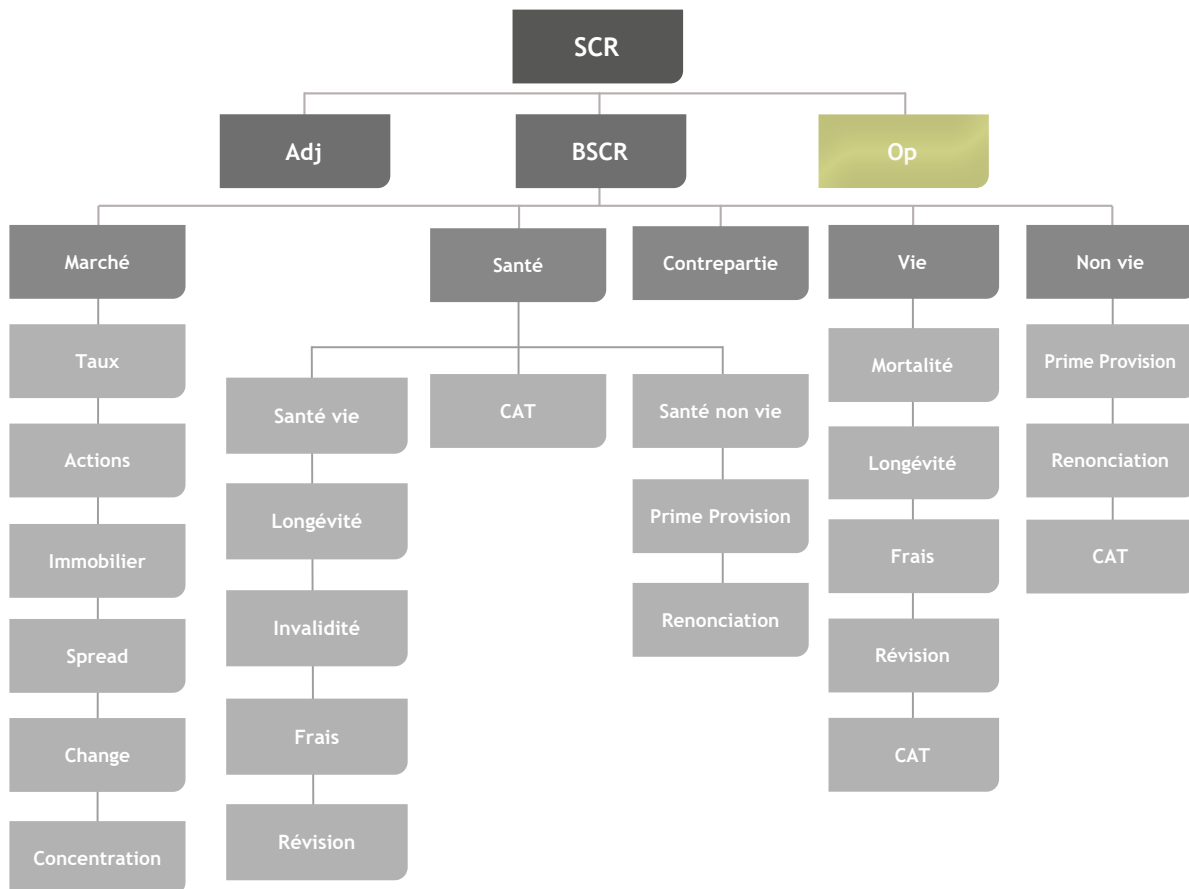 SCR
Adj
BSCR
Op
Marché
Santé
Contrepartie
Vie
Non vie
Taux
Actions
Immobilier
Spread
Change
Concentration
Santé vie
Longévité
Invalidité
Frais
Révision
CAT
Santé non vie
Prime Provision
Renonciation
Mortalité
Longévité
Frais
Révision
CAT
Prime Provision
Renonciation
CAT